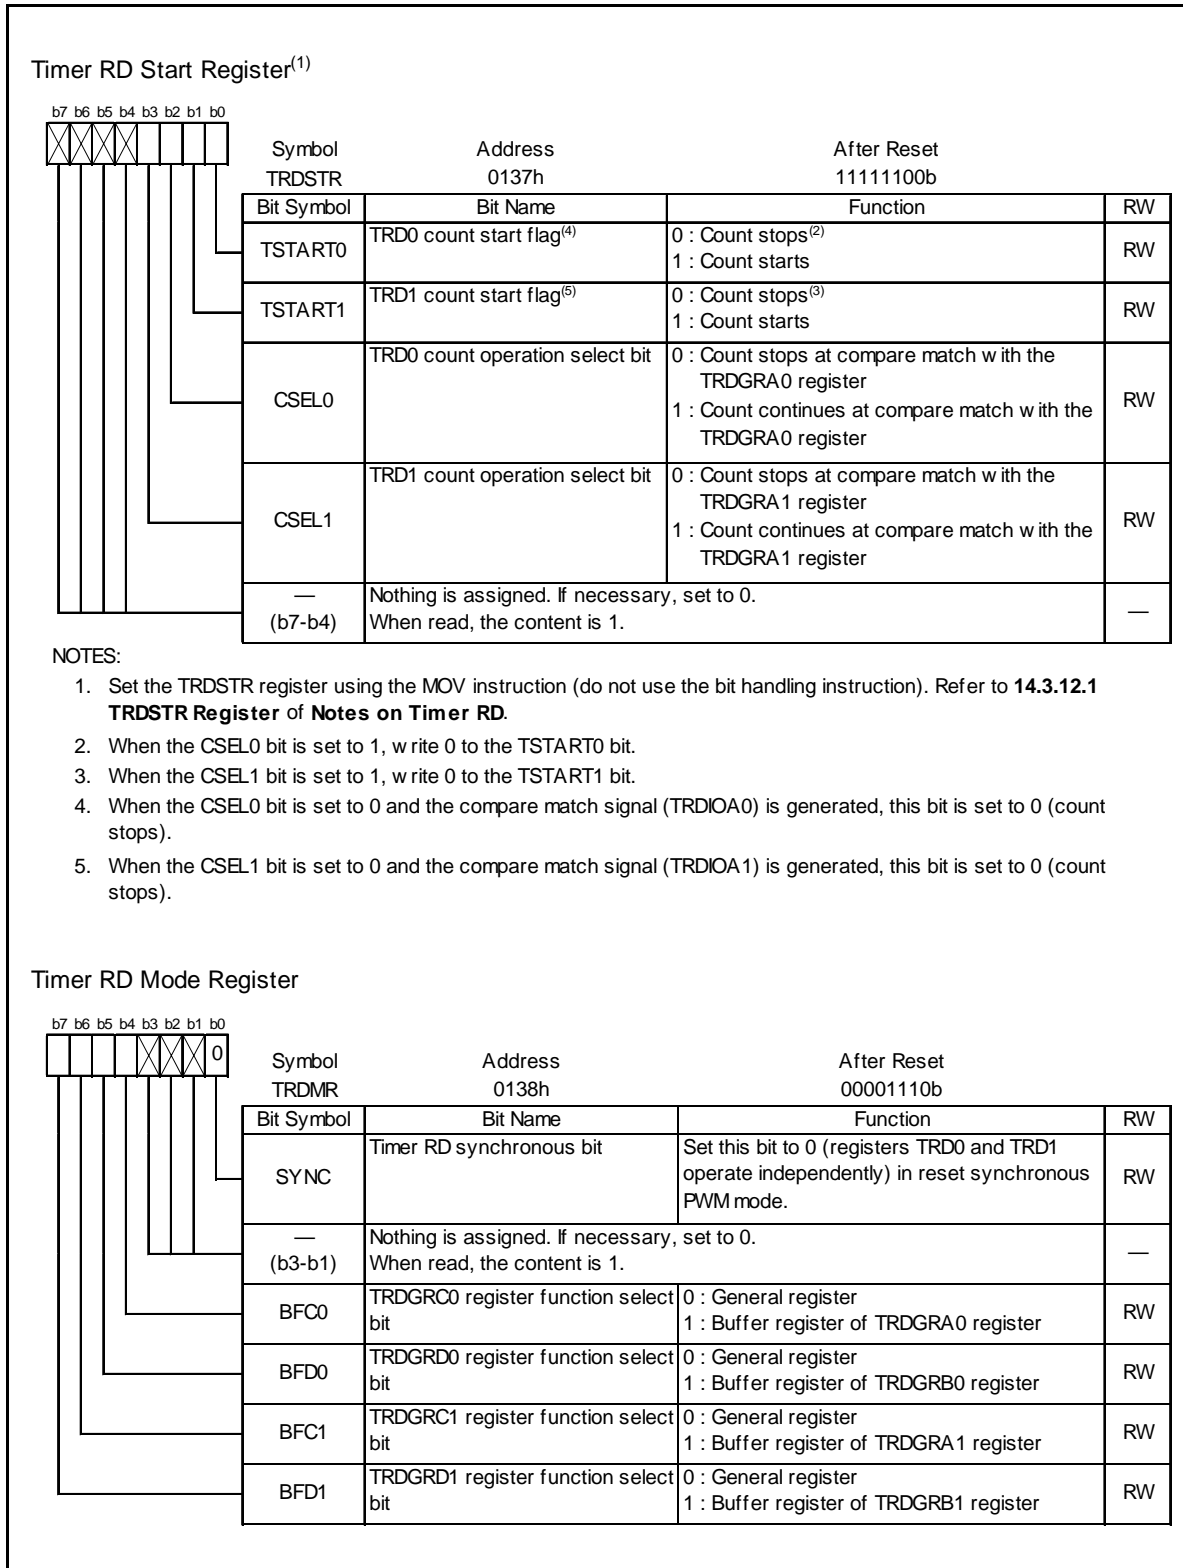 Timer RD Start Register(1)
b7 b6 b5 b4 b3 b2 b1 b0
Symbol Address After Reset
TRDSTR 0137h 11111100b
Bit Symbol Bit Name Function RW
TSTART0 TRD0 count start flag(4) 0 : Count stops(2) RW
1 : Count starts
TSTART1 TRD1 count start flag(5) 0 : Count stops(3) RW
1 : Count starts
CSEL0 TRD0 count operation select bit 0 : Count stops at compare match with the RW
TRDGRA0 register
1 : Count continues at compare match with the
TRDGRA0 register
CSEL1 TRD1 count operation select bit 0 : Count stops at compare match with the RW
TRDGRA1 register
1 : Count continues at compare match with the
TRDGRA1 register
— Nothing is assigned. If necessary, set to 0. —
(b7-b4) When read, the content is 1.
NOTES:
1. Set the TRDSTR register using the MOV instruction (do not use the bit handling instruction). Refer to 14.3.12.1
TRDSTR Register of Notes on Timer RD.
2. When the CSEL0 bit is set to 1, write 0 to the TSTART0 bit.
3. When the CSEL1 bit is set to 1, write 0 to the TSTART1 bit.
4. When the CSEL0 bit is set to 0 and the compare match signal (TRDIOA0) is generated, this bit is set to 0 (count
stops).
5. When the CSEL1 bit is set to 0 and the compare match signal (TRDIOA1) is generated, this bit is set to 0 (count
stops).
Timer RD Mode Register
b7 b6 b5 b4 b3 b2 b1 b0
0
Symbol Address After Reset
TRDMR 0138h 00001110b
Bit Symbol Bit Name Function RW
SYNC Timer RD synchronous bit Set this bit to 0 (registers TRD0 and TRD1 RW
operate independently) in reset synchronous
PWM mode.
— Nothing is assigned. If necessary, set to 0. —
(b3-b1) When read, the content is 1.
BFC0 TRDGRC0 register function select 0 : General register RW
bit 1 : Buffer register of TRDGRA0 register
BFD0 TRDGRD0 register function select 0 : General register RW
bit 1 : Buffer register of TRDGRB0 register
BFC1 TRDGRC1 register function select 0 : General register RW
bit 1 : Buffer register of TRDGRA1 register
BFD1 TRDGRD1 register function select 0 : General register RW
bit 1 : Buffer register of TRDGRB1 register